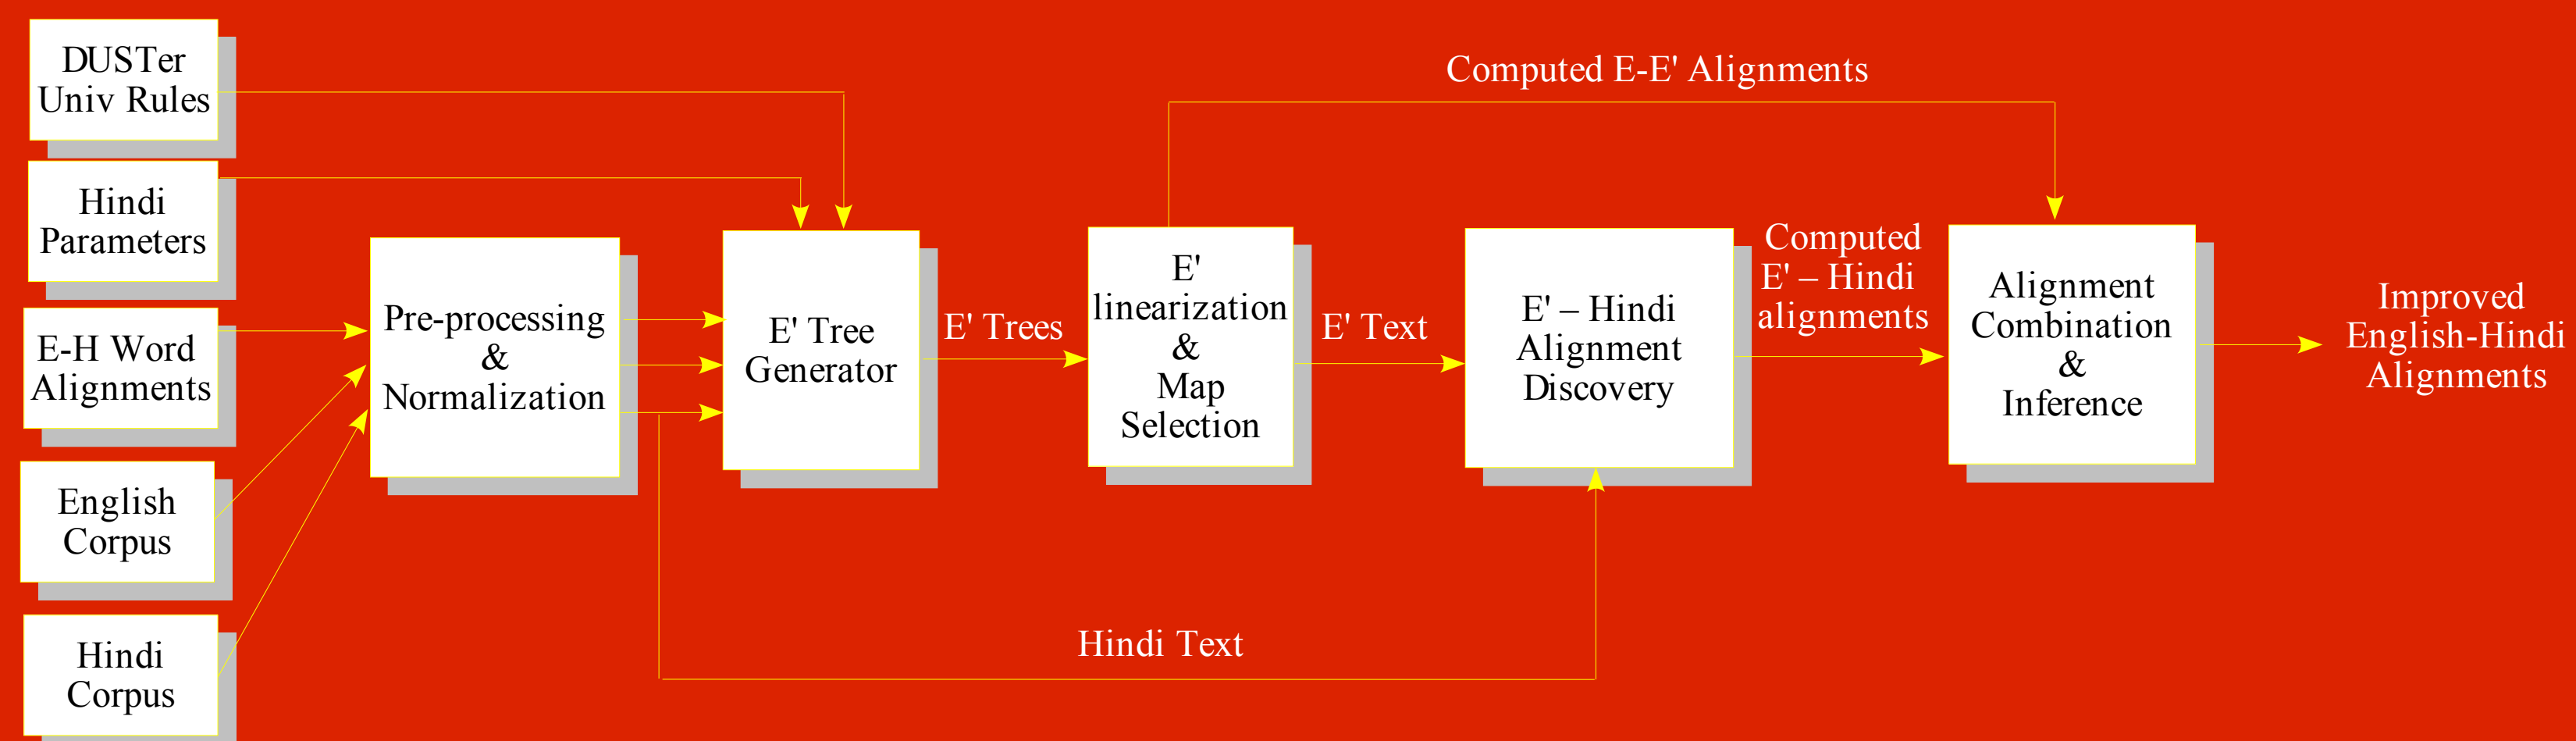 DUSTer
Univ Rules
Hindi
Parameters
E-H Word
Alignments
English
Corpus
Hindi
Corpus
Pre-processing
&
Normalization
E' Tree
Generator
E' Trees
E'
linearization
&
Map
Selection
Computed E-E' Alignments
E' Text
Hindi Text
E' – Hindi
Alignment
Discovery
Computed
E' – Hindi
alignments
Alignment
Combination
&
Inference
Improved
English-Hindi
Alignments